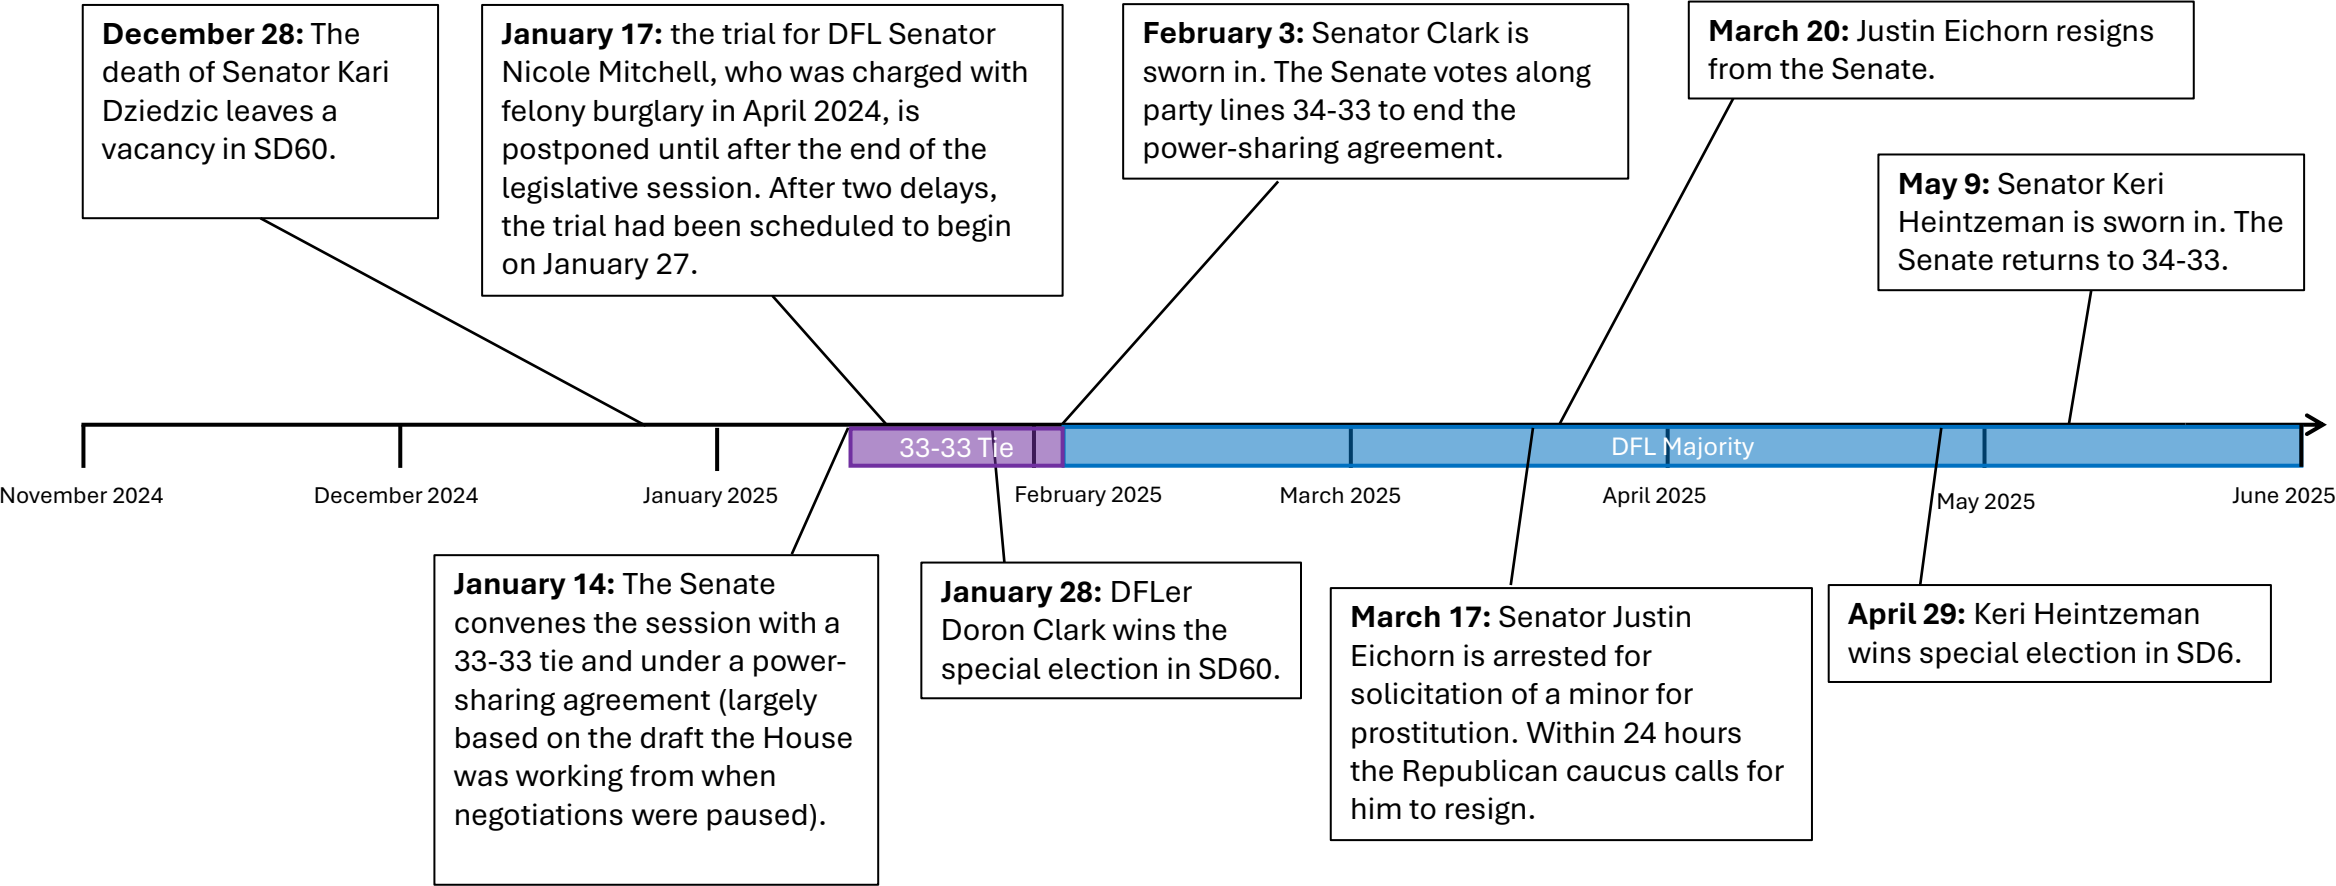 December 28: The
death of Senator Kari
Dziedzic leaves a
vacancy in SD60.
January 17: the trial for DFL Senator
Nicole Mitchell, who was charged with
felony burglary in April 2024, is
postponed until after the end of the
legislative session. After two delays,
the trial had been scheduled to begin
on January 27.
February 3: Senator Clark is
sworn in. The Senate votes along
party lines 34-33 to end the
power-sharing agreement.
March 20: Justin Eichorn resigns
from the Senate.
May 9: Senator Keri
Heintzeman is sworn in. The
Senate returns to 34-33.
33-33 Tie
DFL Majority
November 2024
December 2024
January 2025
February 2025
March 2025
April 2025
May 2025
June 2025
January 14: The Senate
convenes the session with a
33-33 tie and under a power-
sharing agreement (largely
based on the draft the House
was working from when
negotiations were paused).
January 28: DFLer
Doron Clark wins the
special election in SD60.
March 17: Senator Justin
Eichorn is arrested for
solicitation of a minor for
prostitution. Within 24 hours
the Republican caucus calls for
him to resign.
April 29: Keri Heintzeman
wins special election in SD6.